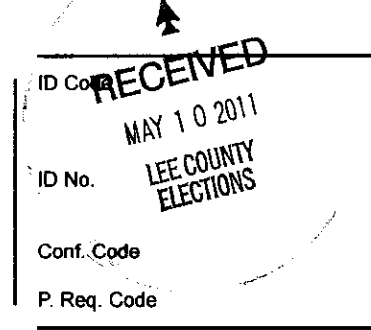 ID Code
RECEIVED
MAY 10 2011
ID No.
LEE COUNTY
ELECTIONS
Conf. Code
P. Req. Code